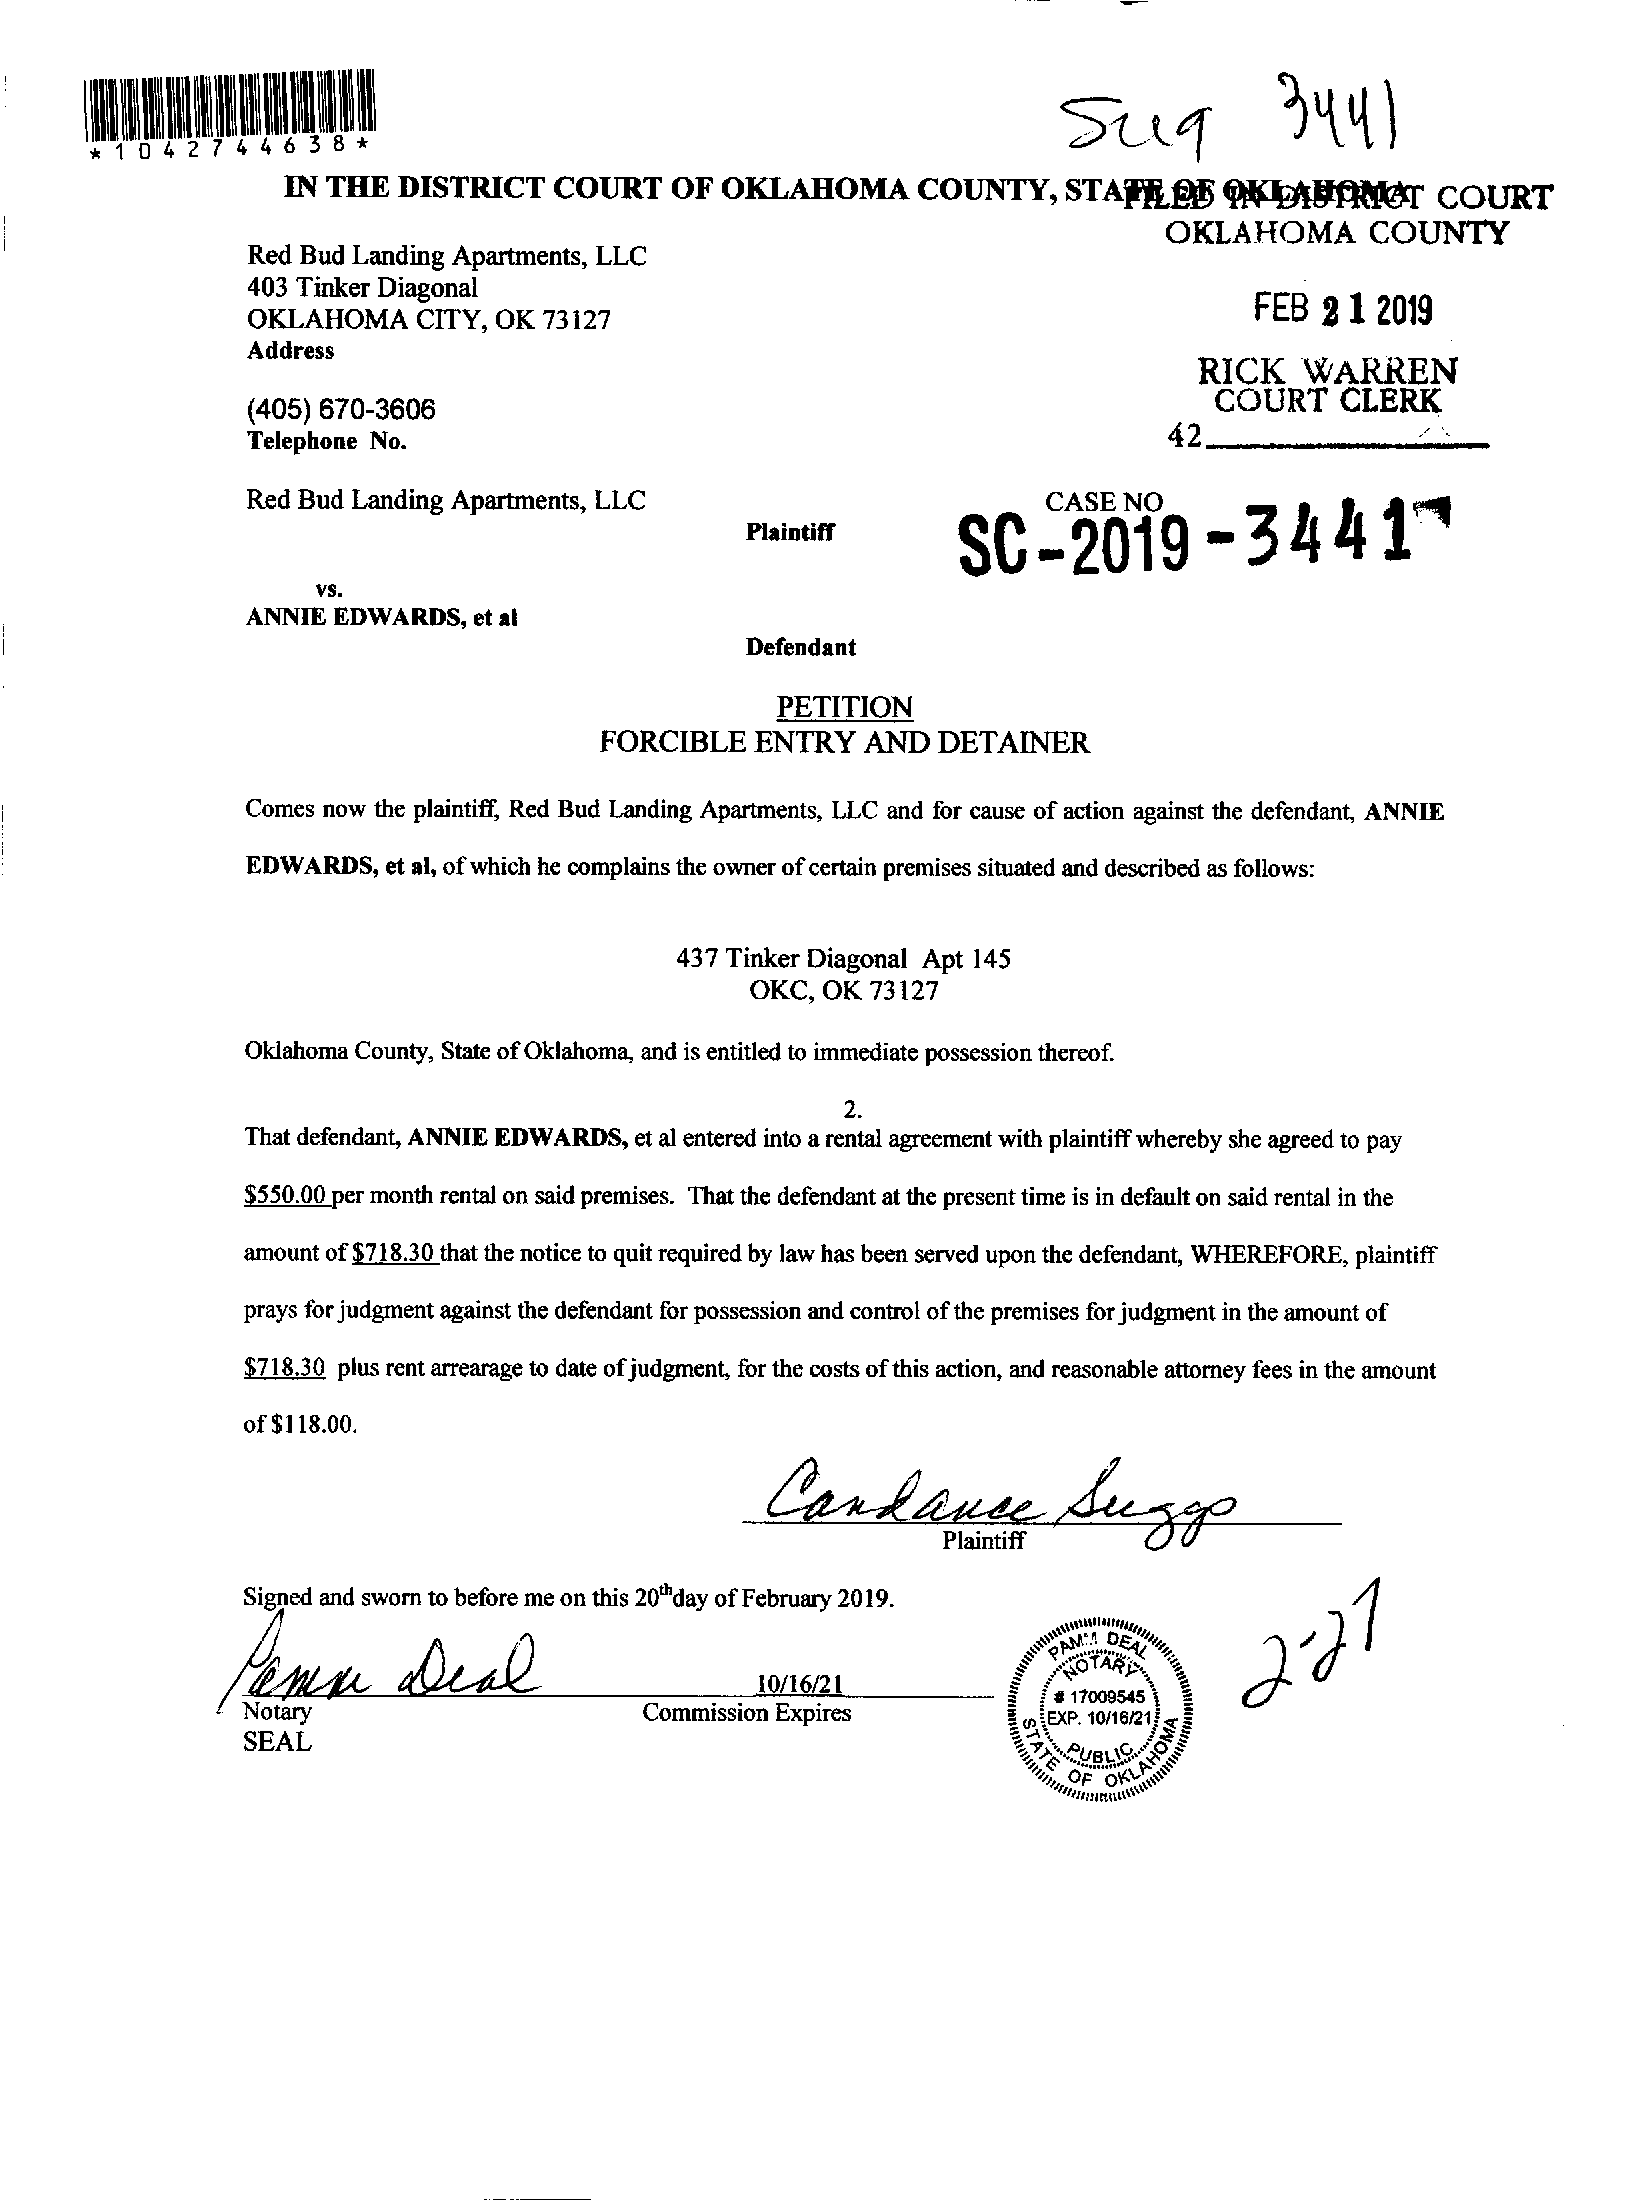 *1042744638*
Sug 3441
IN THE DISTRICT COURT OF OKLAHOMA COUNTY, STATE OF OKLAHOMA
FILED IN DISTRICT COURT
OKLAHOMA COUNTY
Red Bud Landing Apartments, LLC
403 Tinker Diagonal
OKLAHOMA CITY, OK 73127
Address
FEB 21 2019
RICK WARREN
COURT CLERK
(405) 670-3606
Telephone No.
42
Red Bud Landing Apartments, LLC
Plaintiff
CASE NO
SC-2019-3441
vs.
ANNIE EDWARDS, et al
Defendant
PETITION
FORCIBLE ENTRY AND DETAINER
Comes now the plaintiff, Red Bud Landing Apartments, LLC and for cause of action against the defendant, ANNIE
EDWARDS, et al, of which he complains the owner of certain premises situated and described as follows:
437 Tinker Diagonal Apt 145
OKC, OK 73127
Oklahoma County, State of Oklahoma, and is entitled to immediate possession thereof.
2.
That defendant, ANNIE EDWARDS, et al entered into a rental agreement with plaintiff whereby she agreed to pay
$550.00 per month rental on said premises. That the defendant at the present time is in default on said rental in the
amount of $718.30 that the notice to quit required by law has been served upon the defendant, WHEREFORE, plaintiff
prays for judgment against the defendant for possession and control of the premises for judgment in the amount of
$718.30 plus rent arrearage to date of judgment, for the costs of this action, and reasonable attorney fees in the amount
of $118.00.
Candance Suggs
Plaintiff
Signed and sworn to before me on this 20th day of February 2019.
Pamm Deal
10/16/21
Notary
Commission Expires
SEAL
PAMM DEAL
NOTARY
# 17009545
EXP. 10/16/21
PUBLIC
STATE OF OKLAHOMA
2-27